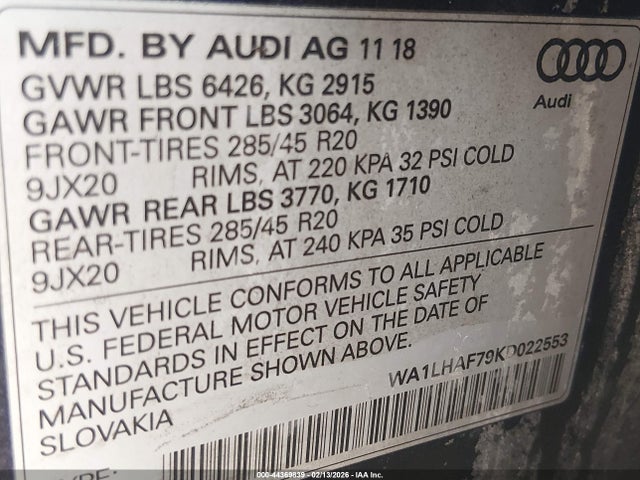 MFD. BY AUDI AG 11 18
Audi
GVWR LBS 6426, KG 2915
GAWR FRONT LBS 3064, KG 1390
FRONT-TIRES 285/45 R20
9JX20 RIMS, AT 220 KPA 32 PSI COLD
GAWR REAR LBS 3770, KG 1710
REAR-TIRES 285/45 R20
9JX20 RIMS, AT 240 KPA 35 PSI COLD
THIS VEHICLE CONFORMS TO ALL APPLICABLE
U.S. FEDERAL MOTOR VEHICLE SAFETY
STANDARDS IN EFFECT ON THE DATE OF
MANUFACTURE SHOWN ABOVE.
SLOVAKIA
WA1LHAF79KD022553
TYPE:
000-44369839 - 02/13/2026 - IAA Inc.